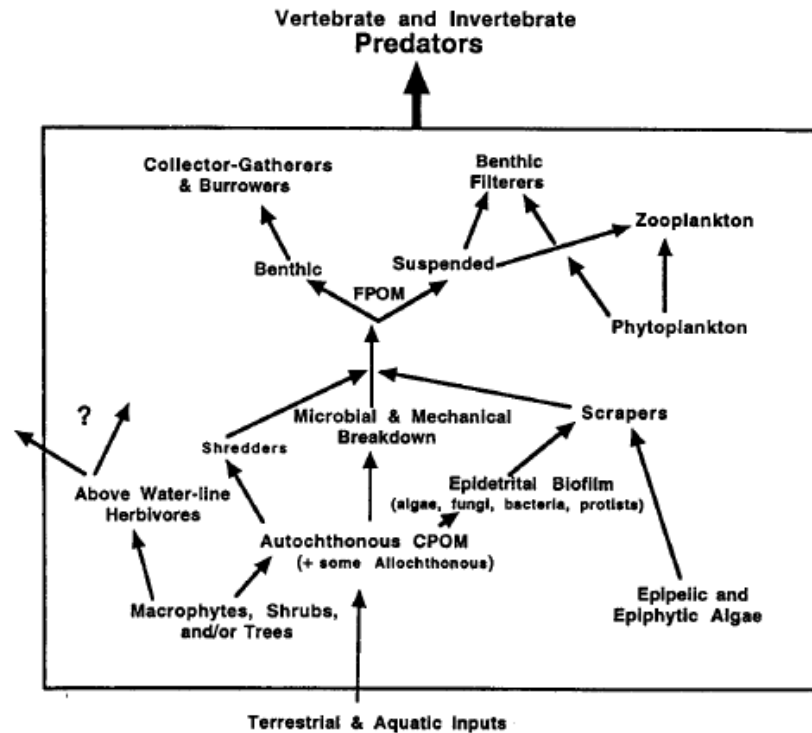 Vertebrate and Invertebrate
Predators
Collector-Gatherers
& Burrowers
Benthic
Filterers
Zooplankton
Benthic
Suspended
FPOM
Phytoplankton
?
Shredders
Microbial & Mechanical
Breakdown
Scrapers
Above Water-line
Herbivores
Epidetrital Biofilm
(algae, fungi, bacteria, protists)
Autochthonous CPOM
(+ some Allochthonous)
Macrophytes, Shrubs,
and/or Trees
Epipelic and
Epiphytic Algae
Terrestrial & Aquatic Inputs